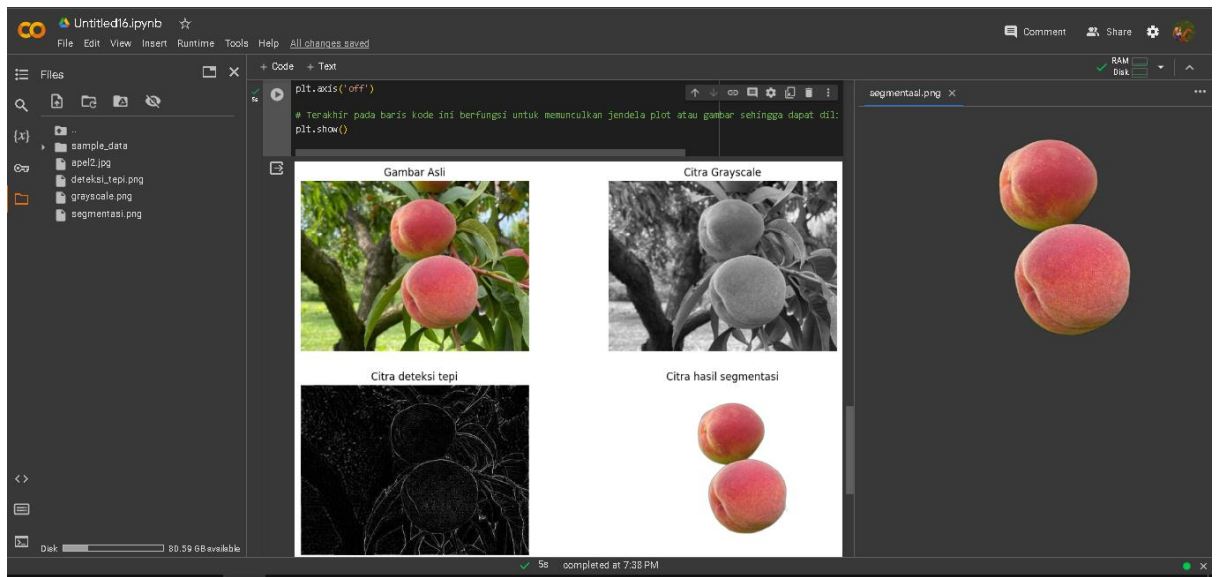 Untitled16.ipynb
File Edit View Insert Runtime Tools Help All changes saved
Comment Share
Files
+ Code + Text
RAM
Disk
{x}
..
sample_data
apel2.jpg
deteksi_tepi.png
grayscale.png
segmentasi.png
5s
plt.axis('off')
# Terakhir pada baris kode ini berfungsi untuk memunculkan jendela plot atau gambar sehingga dapat dil
plt.show()
segmentasi.png
Gambar Asli
Citra Grayscale
Citra deteksi tepi
Citra hasil segmentasi
Disk 80.59 GB available
5s completed at 7:38 PM